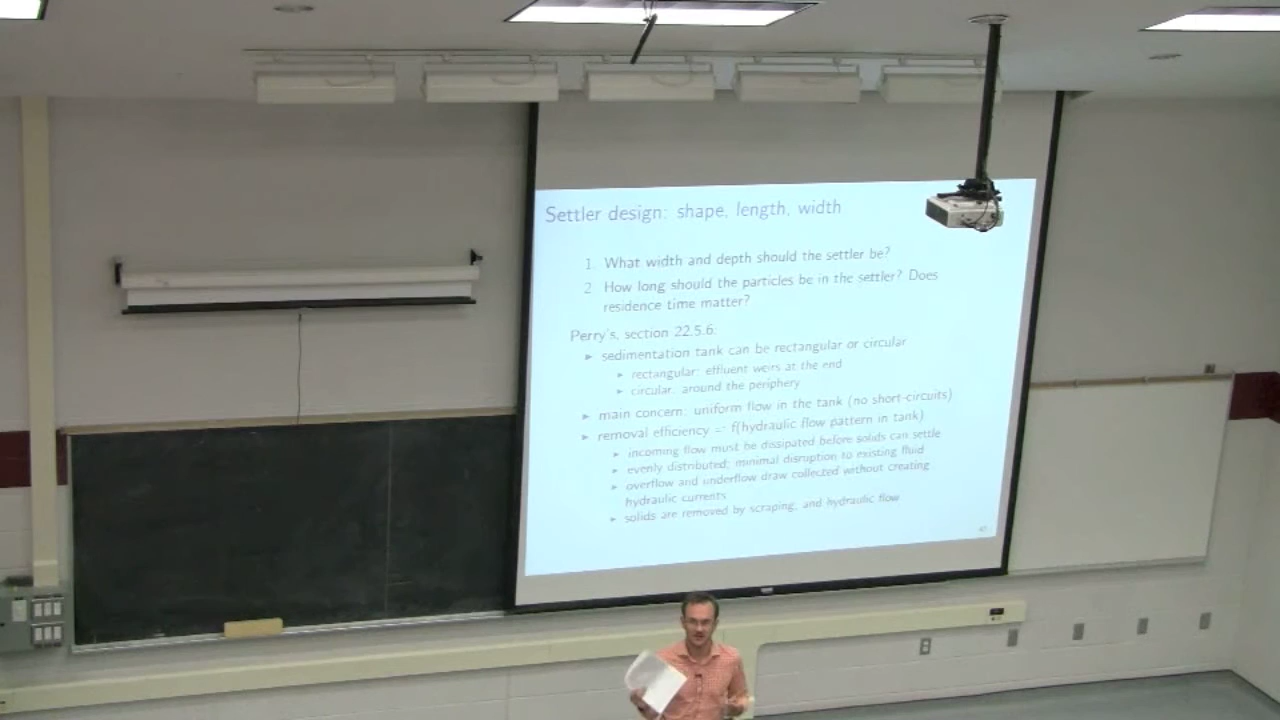 Settler design: shape, length, width
1. What width and depth should the settler be?
2. How long should the particles be in the settler? Does
residence time matter?
Perry's, section 22.5.6:
▸ sedimentation tank can be rectangular or circular
▸ rectangular: effluent weirs at the end
▸ circular: around the periphery
▸ main concern: uniform flow in the tank (no short-circuits)
▸ removal efficiency = f(hydraulic flow pattern in tank)
▸ incoming flow must be dissipated before solids can settle
▸ evenly distributed; minimal disruption to existing fluid
▸ overflow and underflow draw collected without creating
hydraulic currents
▸ solids are removed by scraping, and hydraulic flow